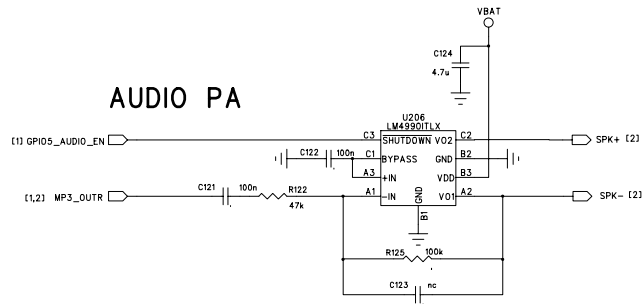 VBAT
C124
4.7u
AUDIO PA
U206
LM4990ITLX
[1] GPIO5_AUDIO_EN
C3
SHUTDOWN
VO2
C2
SPK+ [2]
C122
100n
C1
BYPASS
GND
B2
A3
+IN
VDD
B3
[1,2] MP3_OUTR
C121
100n
R122
47k
A1
-IN
GND
VO1
A2
SPK- [2]
B1
R125
100k
C123
nc